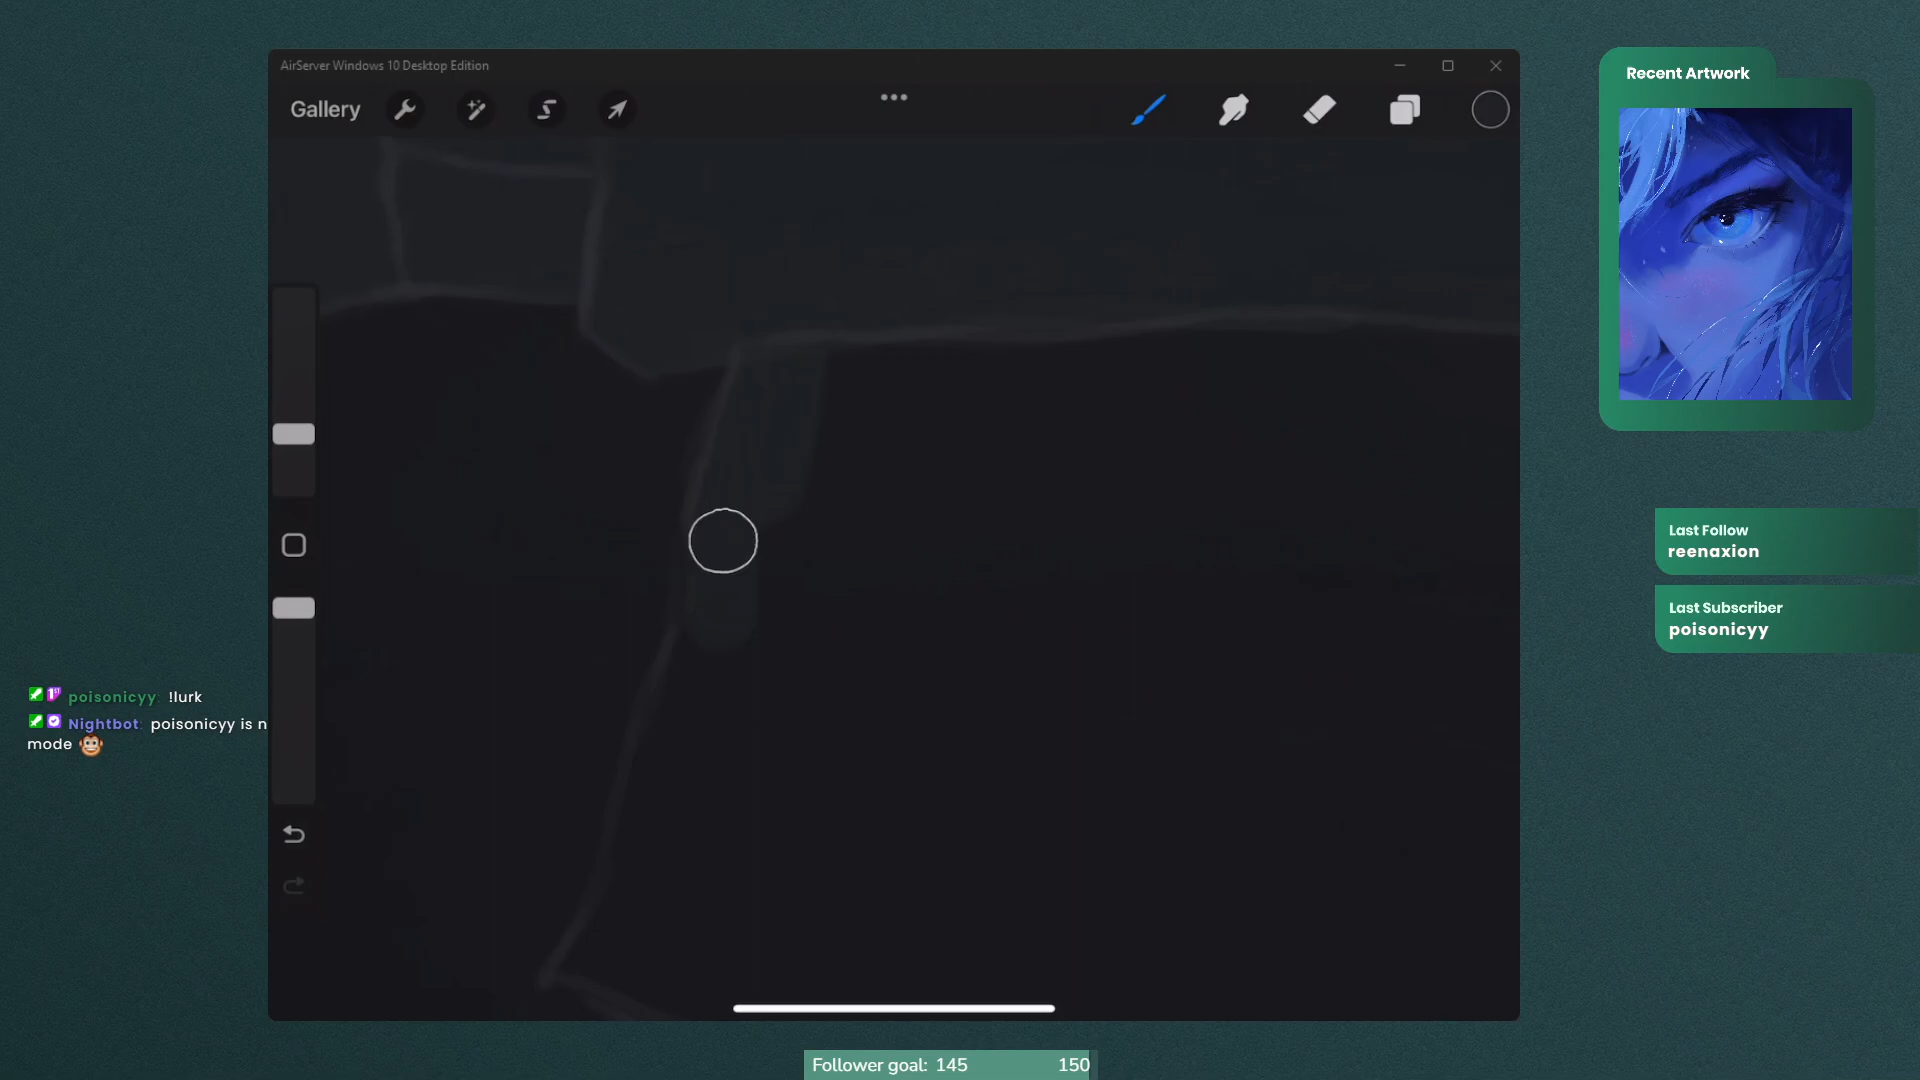 AirServer Windows 10 Desktop Edition
Gallery
Recent Artwork
Last Follow
reenaxion
Last Subscriber
poisonicyy
poisonicyy: !lurk
Nightbot: poisonicyy is n
mode
Follower goal: 145 150